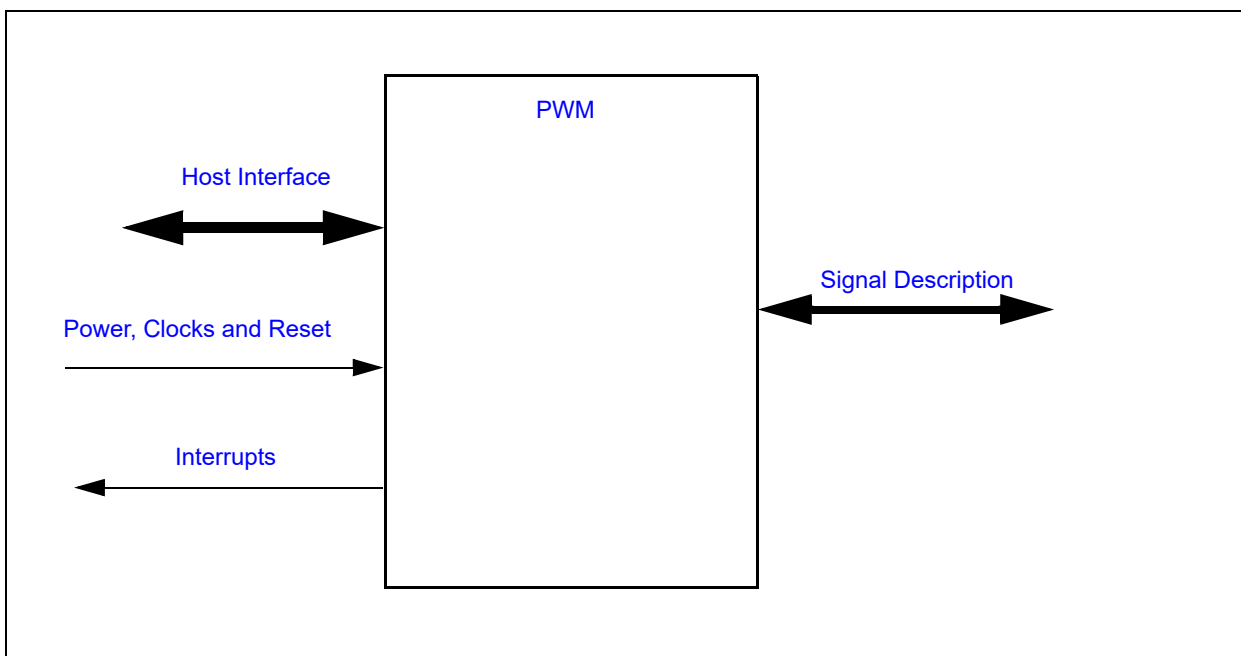 PWM
Host Interface
Signal Description
Power, Clocks and Reset
Interrupts